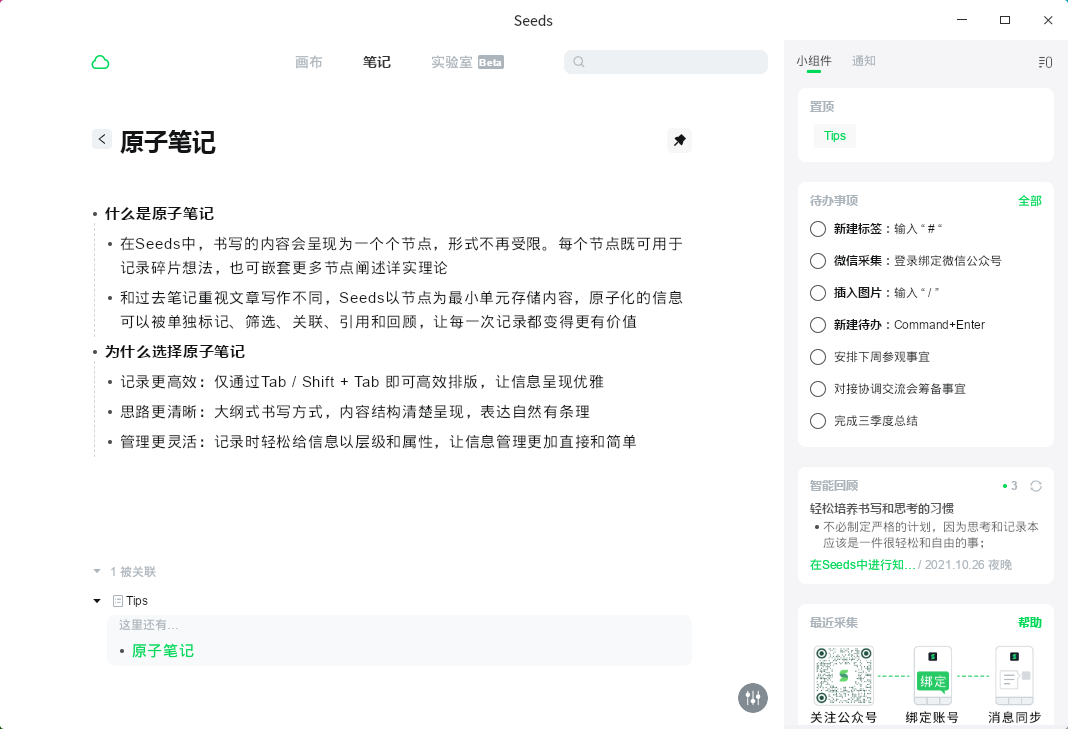 Seeds
画布
笔记
实验室 Beta
原子笔记
什么是原子笔记
在Seeds中，书写的内容会呈现为一个个节点，形式不再受限。每个节点既可用于
记录碎片想法，也可嵌套更多节点阐述详实理论
和过去笔记重视文章写作不同，Seeds以节点为最小单元存储内容，原子化的信息
可以被单独标记、筛选、关联、引用和回顾，让每一次记录都变得更有价值
为什么选择原子笔记
记录更高效：仅通过Tab / Shift + Tab 即可高效排版，让信息呈现优雅
思路更清晰：大纲式书写方式，内容结构清楚呈现，表达自然有条理
管理更灵活：记录时轻松给信息以层级和属性，让信息管理更加直接和简单
1 被关联
Tips
这里还有...
原子笔记
小组件
通知
置顶
Tips
待办事项
全部
新建标签：输入 “ # “
微信采集：登录绑定微信公众号
插入图片：输入 “ / ”
新建待办：Command+Enter
安排下周参观事宜
对接协调交流会筹备事宜
完成三季度总结
智能回顾
3
轻松培养书写和思考的习惯
不必制定严格的计划，因为思考和记录本
应该是一件很轻松和自由的事；
在Seeds中进行知... / 2021.10.26 夜晚
最近采集
帮助
绑定
关注公众号
绑定账号
消息同步